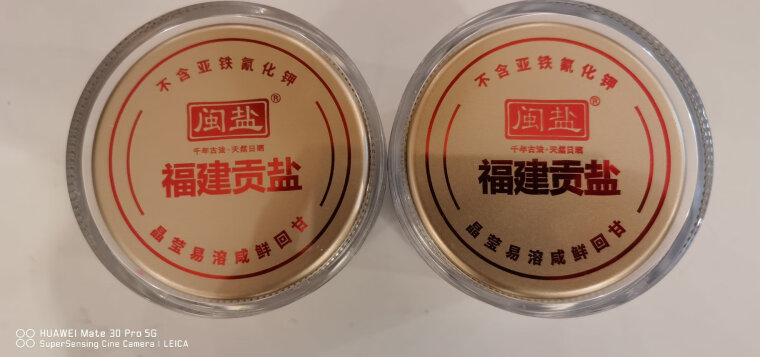 不含亚铁氰化钾
闽盐®
千年古法·天然日晒
福建贡盐
晶莹易溶咸鲜回甘
不含亚铁氰化钾
闽盐®
千年古法·天然日晒
福建贡盐
晶莹易溶咸鲜回甘
HUAWEI Mate 30 Pro 5G
SuperSensing Cine Camera | LEICA